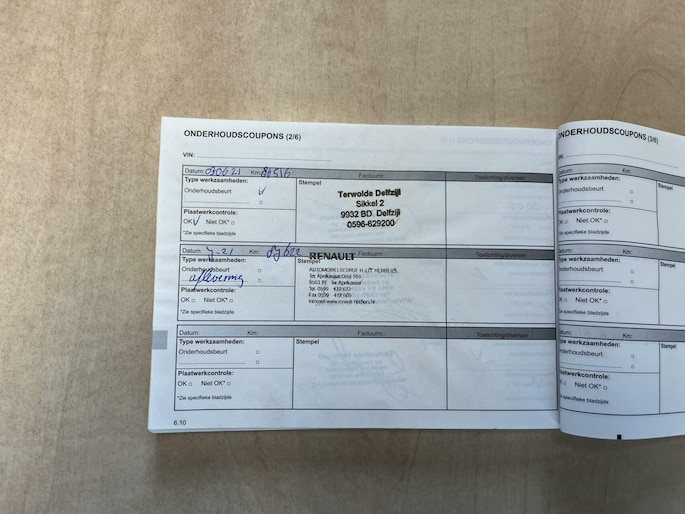 ONDERHOUDSCOUPONS (2/6)
VIN:
Datum: 030621 Km: Factuurnr.: Toelichting/diversen
Type werkzaamheden:
Onderhoudsbeurt
Stempel
Terwolde Delfzijl
Sikkel 2
9932 BD Delfzijl
0596-629200
Plaatwerkcontrole:
OK Niet OK*
*Zie specifieke bladzijde
Datum: Km: Factuurnr.: Toelichting/diversen
Type werkzaamheden:
Onderhoudsbeurt
aflevering
Stempel
RENAULT
AUTOMOBIELBEDRIJF
Ter Apelkanaal
Plaatwerkcontrole:
OK Niet OK*
*Zie specifieke bladzijde
Datum: Km: Factuurnr.: Toelichting/diversen
Type werkzaamheden:
Onderhoudsbeurt
Stempel
Plaatwerkcontrole:
OK Niet OK*
*Zie specifieke bladzijde
6.10
ONDERHOUDSCOUPONS (3/6)
VIN:
Datum:
Type werkzaamheden:
Onderhoudsbeurt
Stempel
Plaatwerkcontrole:
OK Niet OK*
*Zie specifieke bladzijde
Datum:
Type werkzaamheden:
Onderhoudsbeurt
Stempel
Plaatwerkcontrole:
OK Niet OK*
*Zie specifieke bladzijde
Datum:
Type werkzaamheden:
Onderhoudsbeurt
Stempel
Plaatwerkcontrole:
OK Niet OK*
*Zie specifieke bladzijde